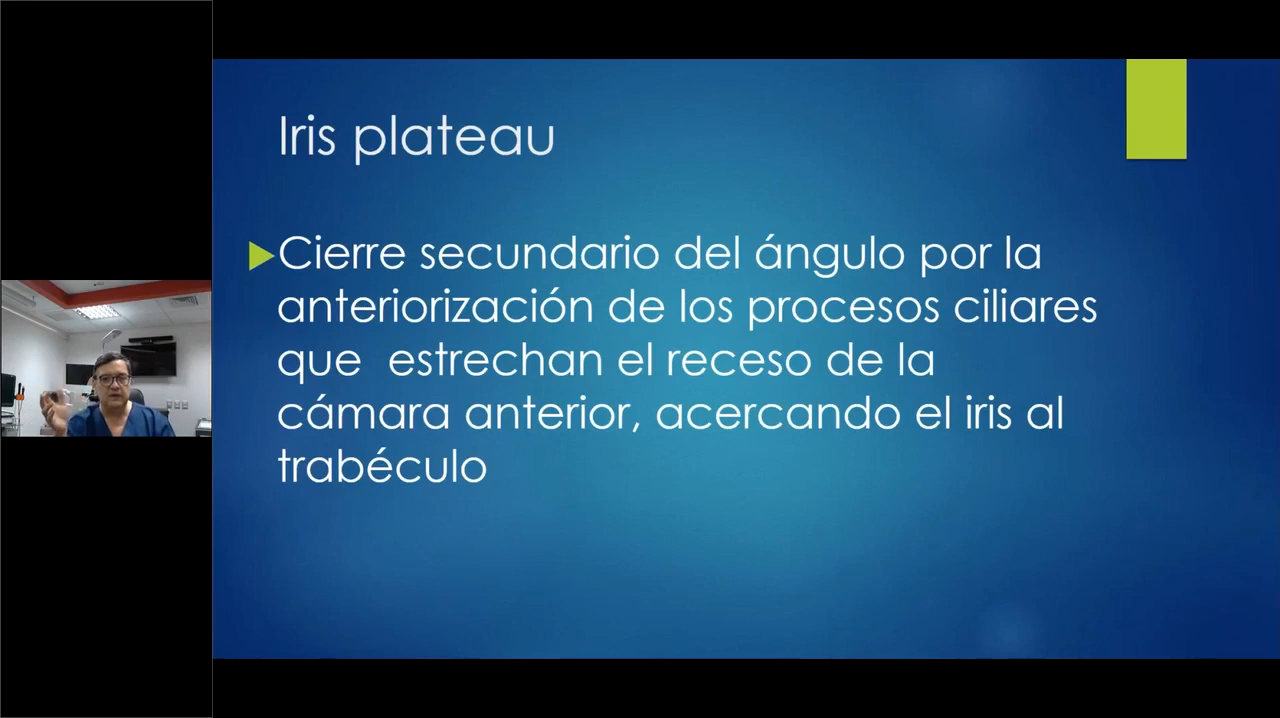 Iris plateau
Cierre secundario del ángulo por la
anteriorización de los procesos ciliares
que  estrechan el receso de la
cámara anterior, acercando el iris al
trabéculo